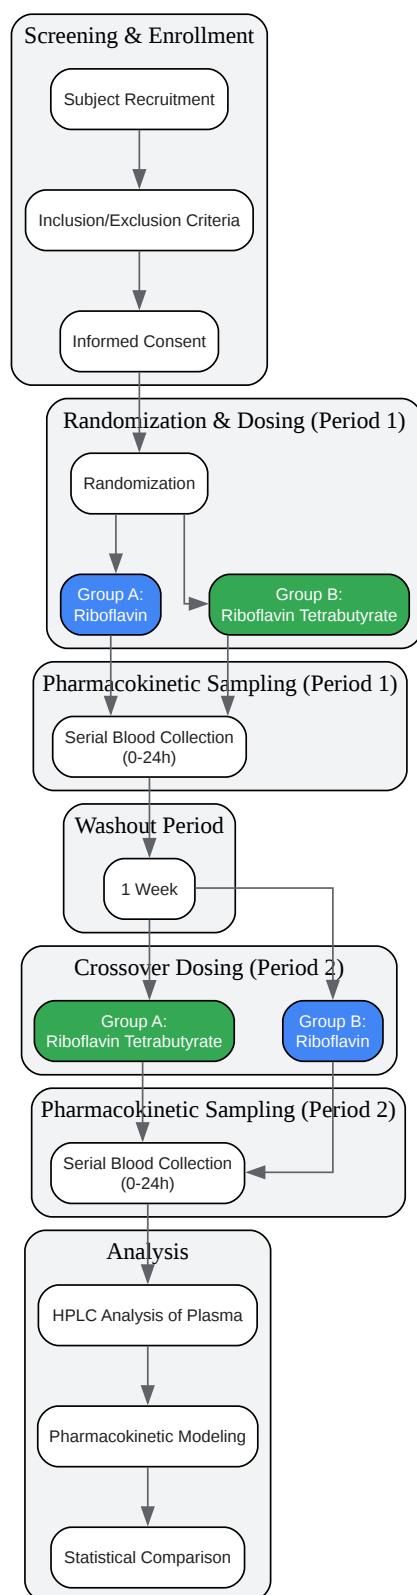 Screening & Enrollment
Subject Recruitment
Inclusion/Exclusion Criteria
Informed Consent
Randomization & Dosing (Period 1)
Randomization
Group A:
Riboflavin
Group B:
Riboflavin Tetrabutyrate
Pharmacokinetic Sampling (Period 1)
Serial Blood Collection
(0-24h)
Washout Period
1 Week
Crossover Dosing (Period 2)
Group A:
Riboflavin Tetrabutyrate
Group B:
Riboflavin
Pharmacokinetic Sampling (Period 2)
Serial Blood Collection
(0-24h)
Analysis
HPLC Analysis of Plasma
Pharmacokinetic Modeling
Statistical Comparison